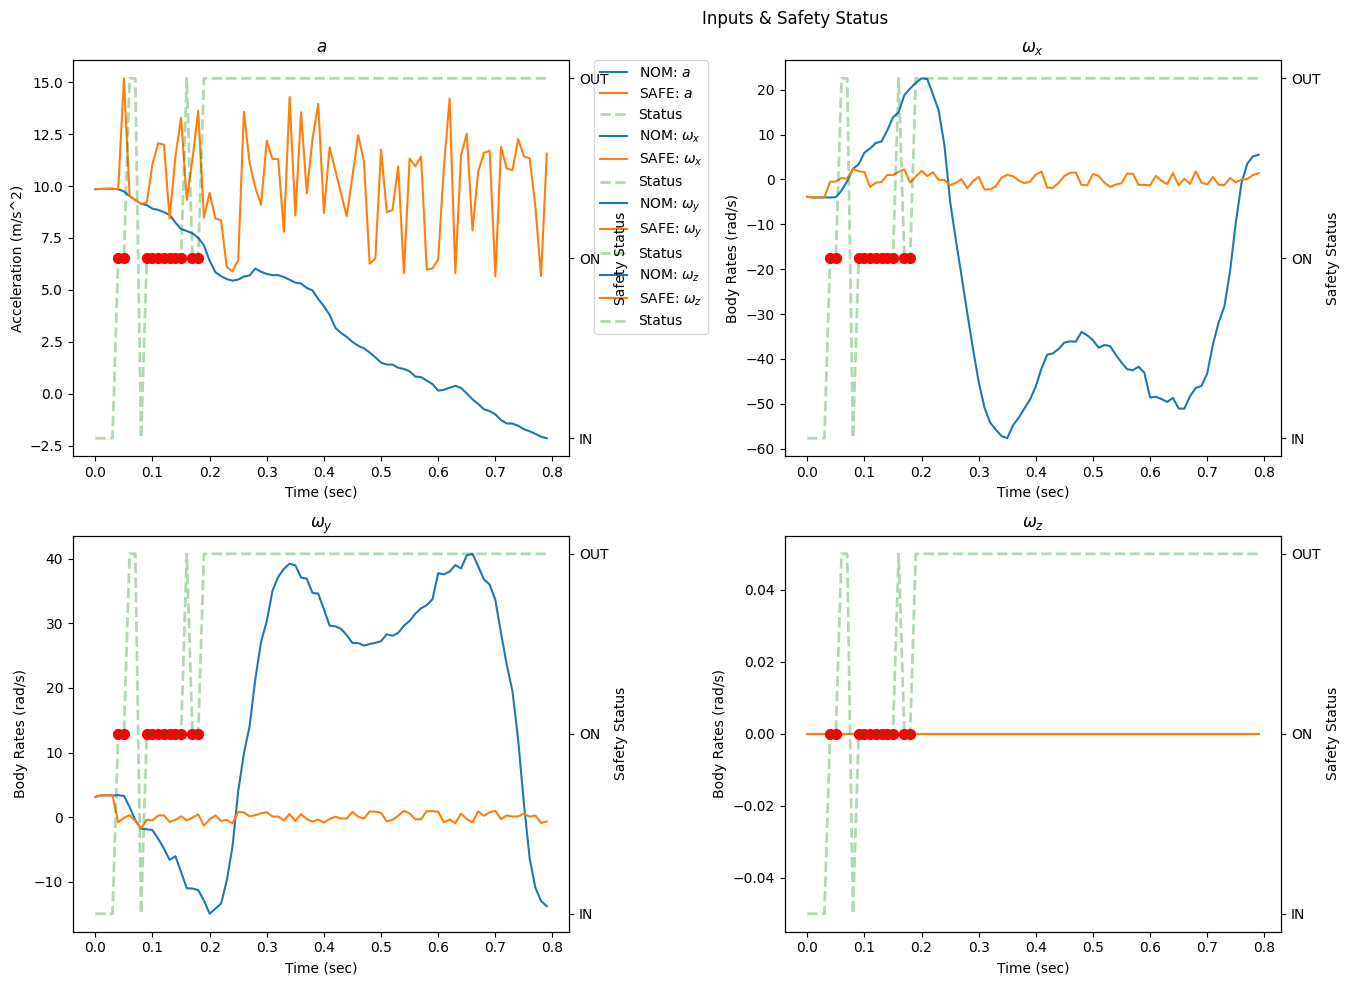 Inputs & Safety Status
a
15.0
12.5
10.0
7.5
5.0
2.5
0.0
−2.5
Acceleration (m/s^2)
0.0 0.1 0.2 0.3 0.4 0.5 0.6 0.7 0.8
Time (sec)
OUT
ON
IN
Safety Status
NOM: a
SAFE: a
Status
NOM: ωx
SAFE: ωx
Status
NOM: ωy
SAFE: ωy
Status
NOM: ωz
SAFE: ωz
Status
ωx
20
10
0
−10
−20
−30
−40
−50
−60
Body Rates (rad/s)
0.0 0.1 0.2 0.3 0.4 0.5 0.6 0.7 0.8
Time (sec)
OUT
ON
IN
Safety Status
ωy
40
30
20
10
0
−10
Body Rates (rad/s)
0.0 0.1 0.2 0.3 0.4 0.5 0.6 0.7 0.8
Time (sec)
OUT
ON
IN
Safety Status
ωz
0.04
0.02
0.00
−0.02
−0.04
Body Rates (rad/s)
0.0 0.1 0.2 0.3 0.4 0.5 0.6 0.7 0.8
Time (sec)
OUT
ON
IN
Safety Status